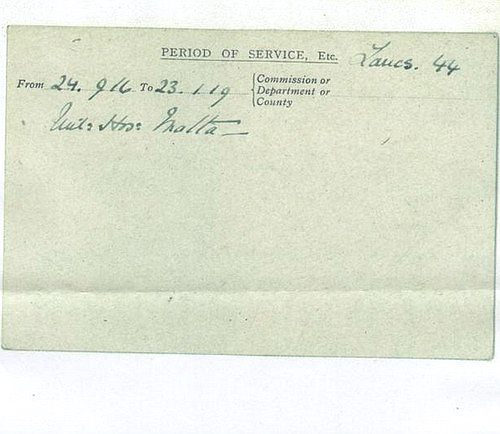 PERIOD OF SERVICE, Etc. Lancs. 44
From 24. 9 16 To 23. 1 19 {Commission or
Department or
County
Mil: Hos: Malta —